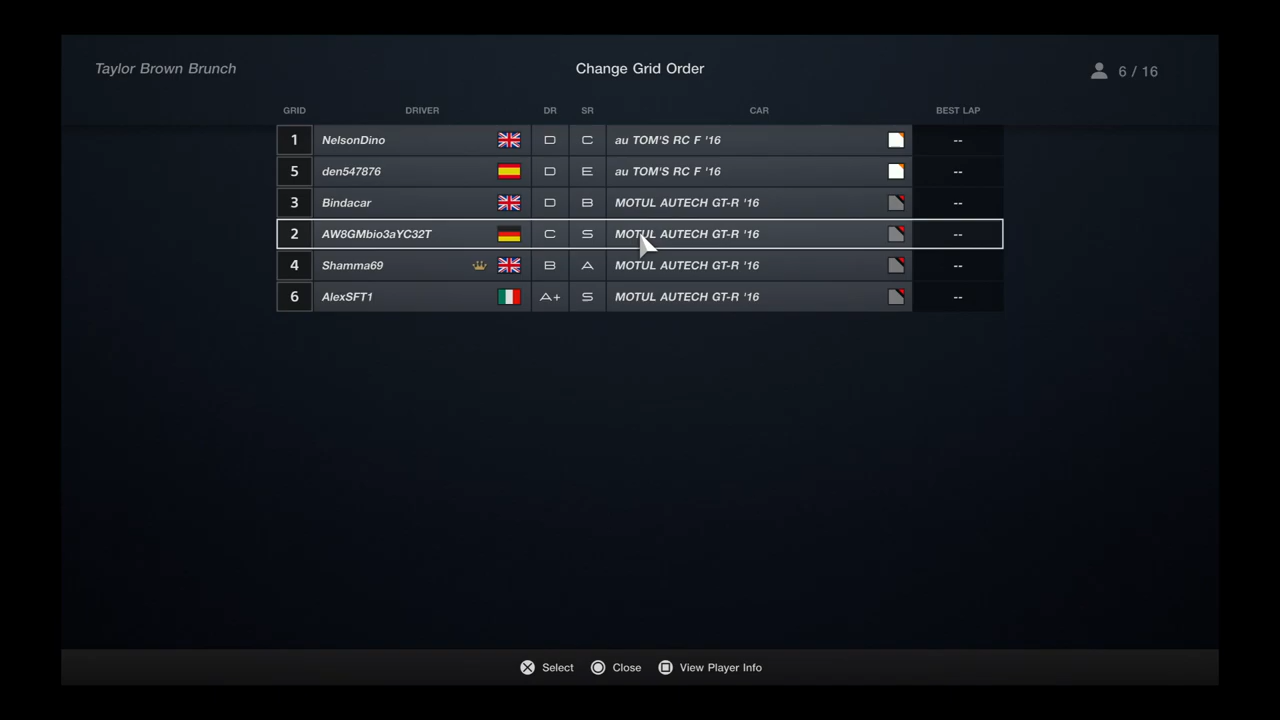 Taylor Brown Brunch
Change Grid Order
6 / 16
GRID DRIVER DR SR CAR BEST LAP
1 NelsonDino D C au TOM'S RC F '16 --
5 den547876 D E au TOM'S RC F '16 --
3 Bindacar D B MOTUL AUTECH GT-R '16 --
2 AW8GMbio3aYC32T C S MOTUL AUTECH GT-R '16 --
4 Shamma69 B A MOTUL AUTECH GT-R '16 --
6 AlexSFT1 A+ S MOTUL AUTECH GT-R '16 --
Select Close View Player Info